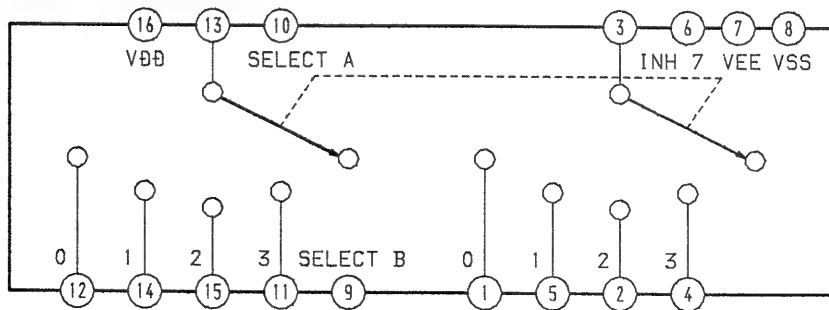 16 13 10 3 6 7 8
VDD SELECT A INH 7 VEE VSS
0 1 2 3 SELECT B 0 1 2 3
12 14 15 11 9 1 5 2 4